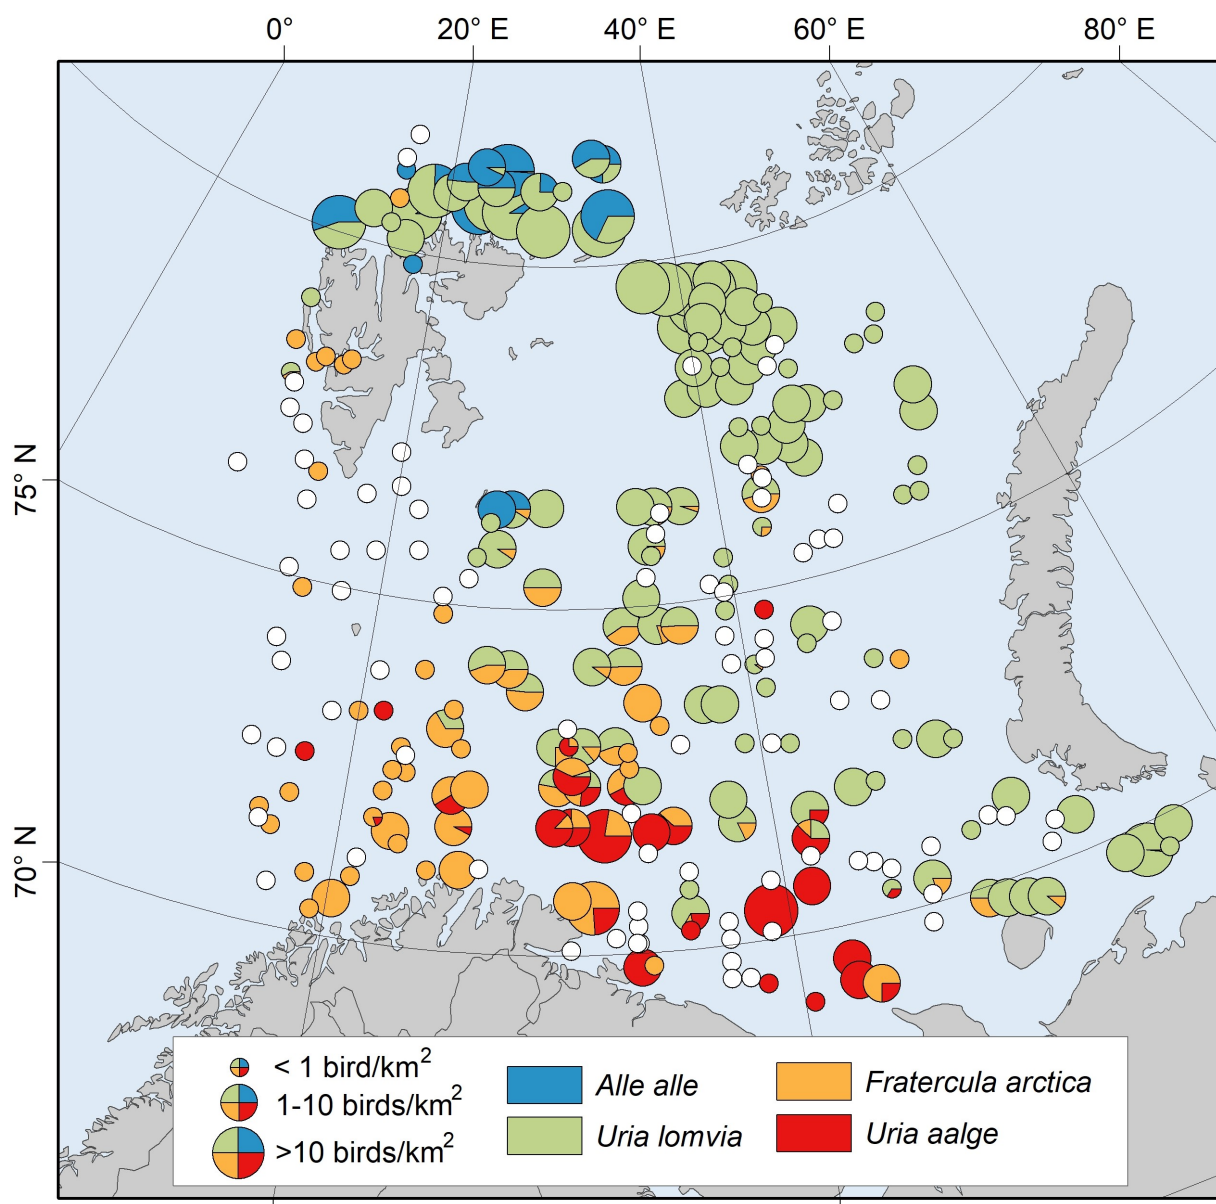 0° 20° E 40° E 60° E 80° E
75° N
70° N
< 1 bird/km²
1-10 birds/km²
>10 birds/km²
Alle alle
Uria lomvia
Fratercula arctica
Uria aalge